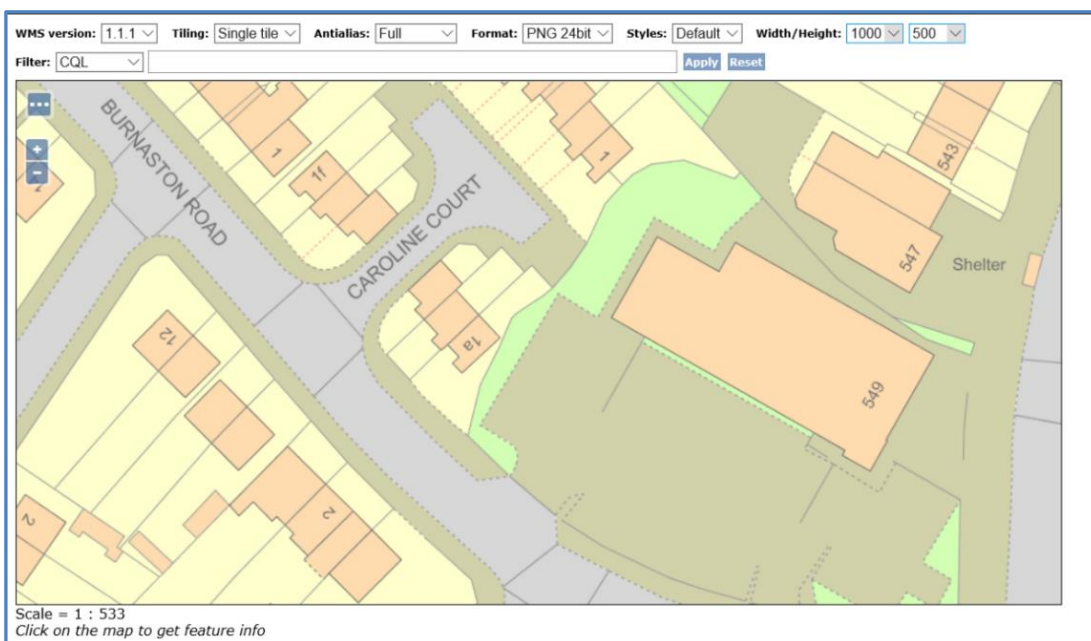 WMS version: 1.1.1 Tiling: Single tile Antialias: Full Format: PNG 24bit Styles: Default Width/Height: 1000 500
Filter: CQL Apply Reset
BURNASTON ROAD
1
1f
1
543
547
Shelter
CAROLINE COURT
1a
12
549
2
2
Scale = 1 : 533
Click on the map to get feature info